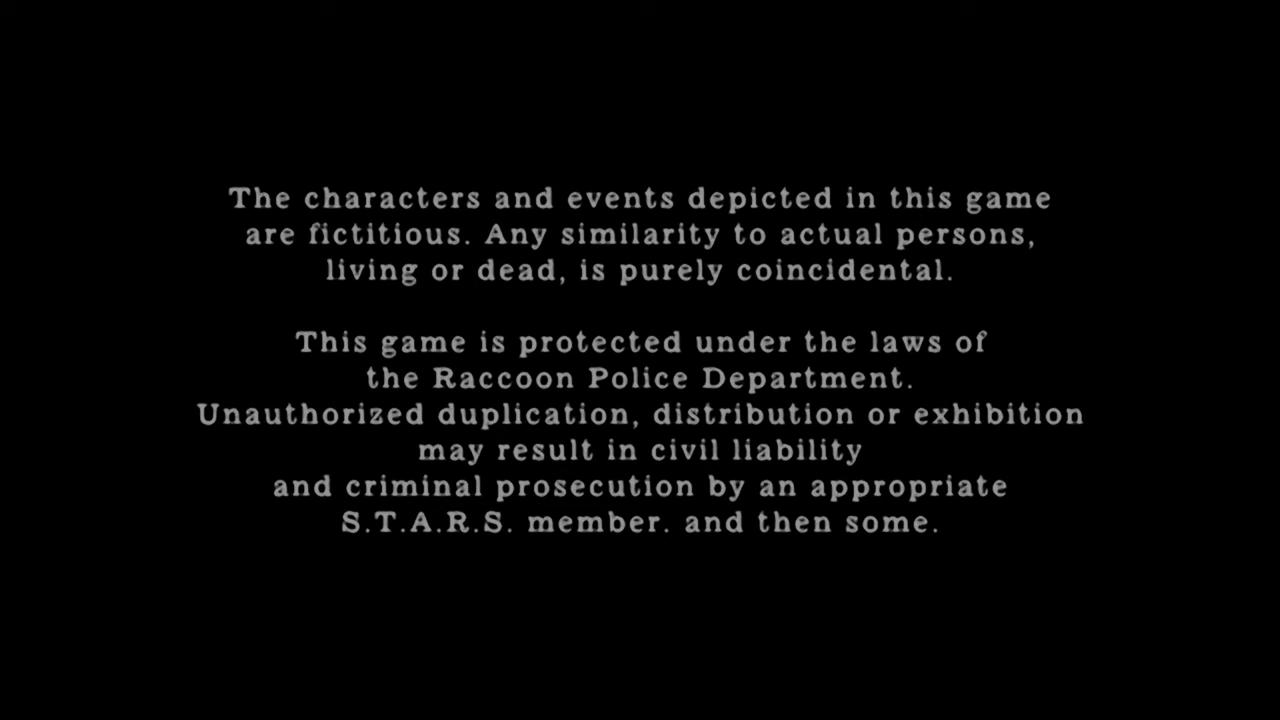 The characters and events depicted in this game
are fictitious. Any similarity to actual persons,
living or dead, is purely coincidental.
This game is protected under the laws of
the Raccoon Police Department.
Unauthorized duplication, distribution or exhibition
may result in civil liability
and criminal prosecution by an appropriate
S.T.A.R.S. member. and then some.